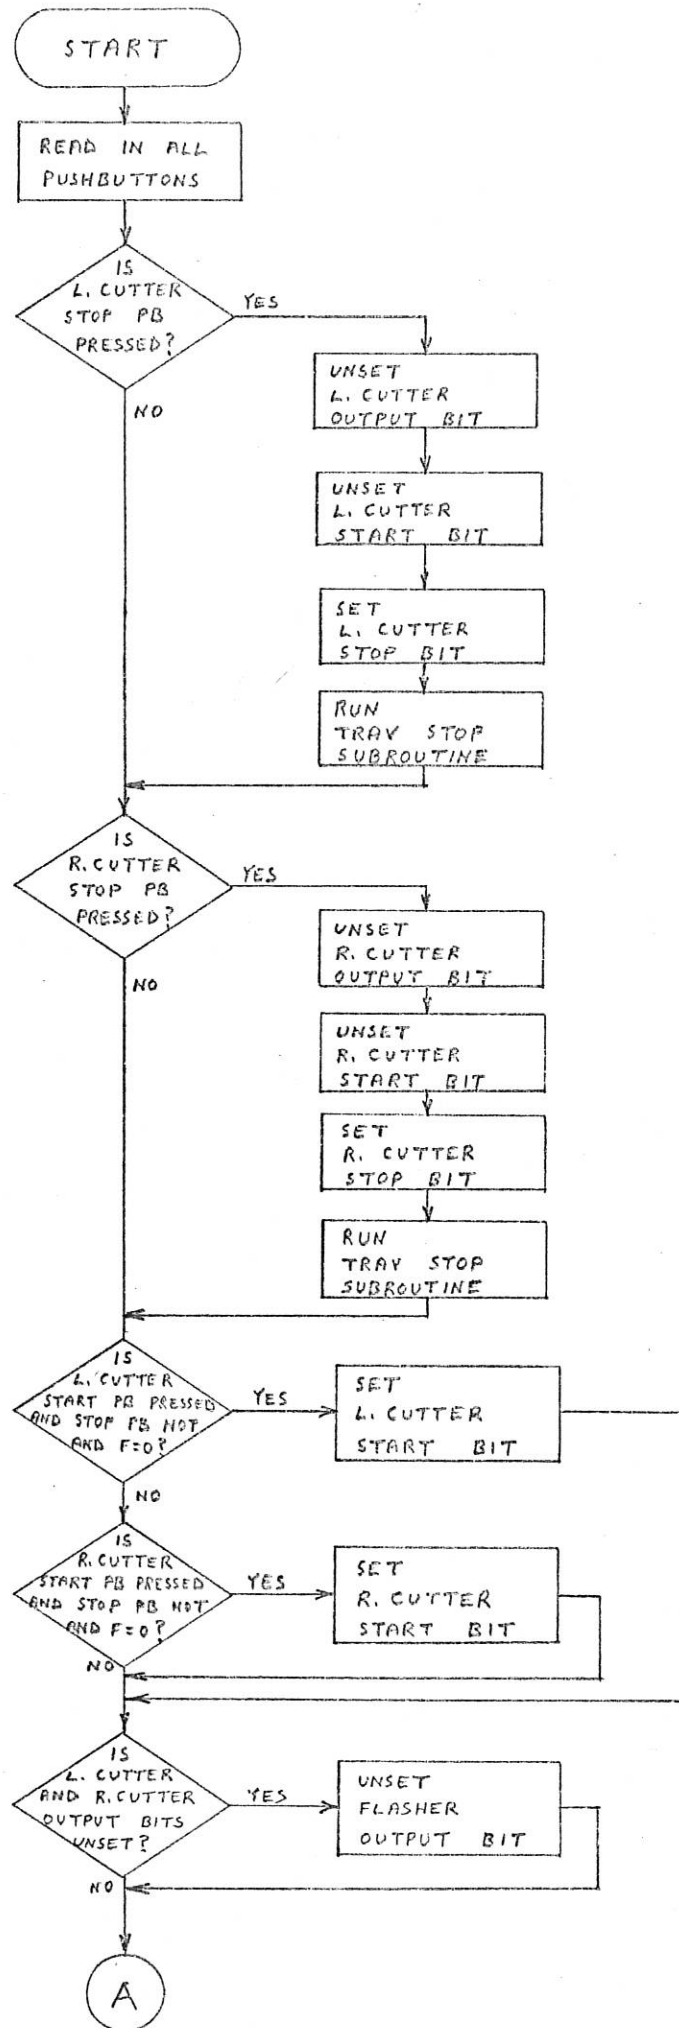 START
READ IN ALL
PUSHBUTTONS
IS
L. CUTTER
STOP PB
PRESSED?
YES
NO
UNSET
L. CUTTER
OUTPUT BIT
UNSET
L. CUTTER
START BIT
SET
L. CUTTER
STOP BIT
RUN
TRAV STOP
SUBROUTINE
IS
R. CUTTER
STOP PB
PRESSED?
YES
NO
UNSET
R. CUTTER
OUTPUT BIT
UNSET
R. CUTTER
START BIT
SET
R. CUTTER
STOP BIT
RUN
TRAV STOP
SUBROUTINE
IS
L. CUTTER
START PB PRESSED
AND STOP PB NOT
AND F=0?
YES
NO
SET
L. CUTTER
START BIT
IS
R. CUTTER
START PB PRESSED
AND STOP PB NOT
AND F=0?
YES
NO
SET
R. CUTTER
START BIT
IS
L. CUTTER
AND R. CUTTER
OUTPUT BITS
UNSET?
YES
NO
UNSET
FLASHER
OUTPUT BIT
A